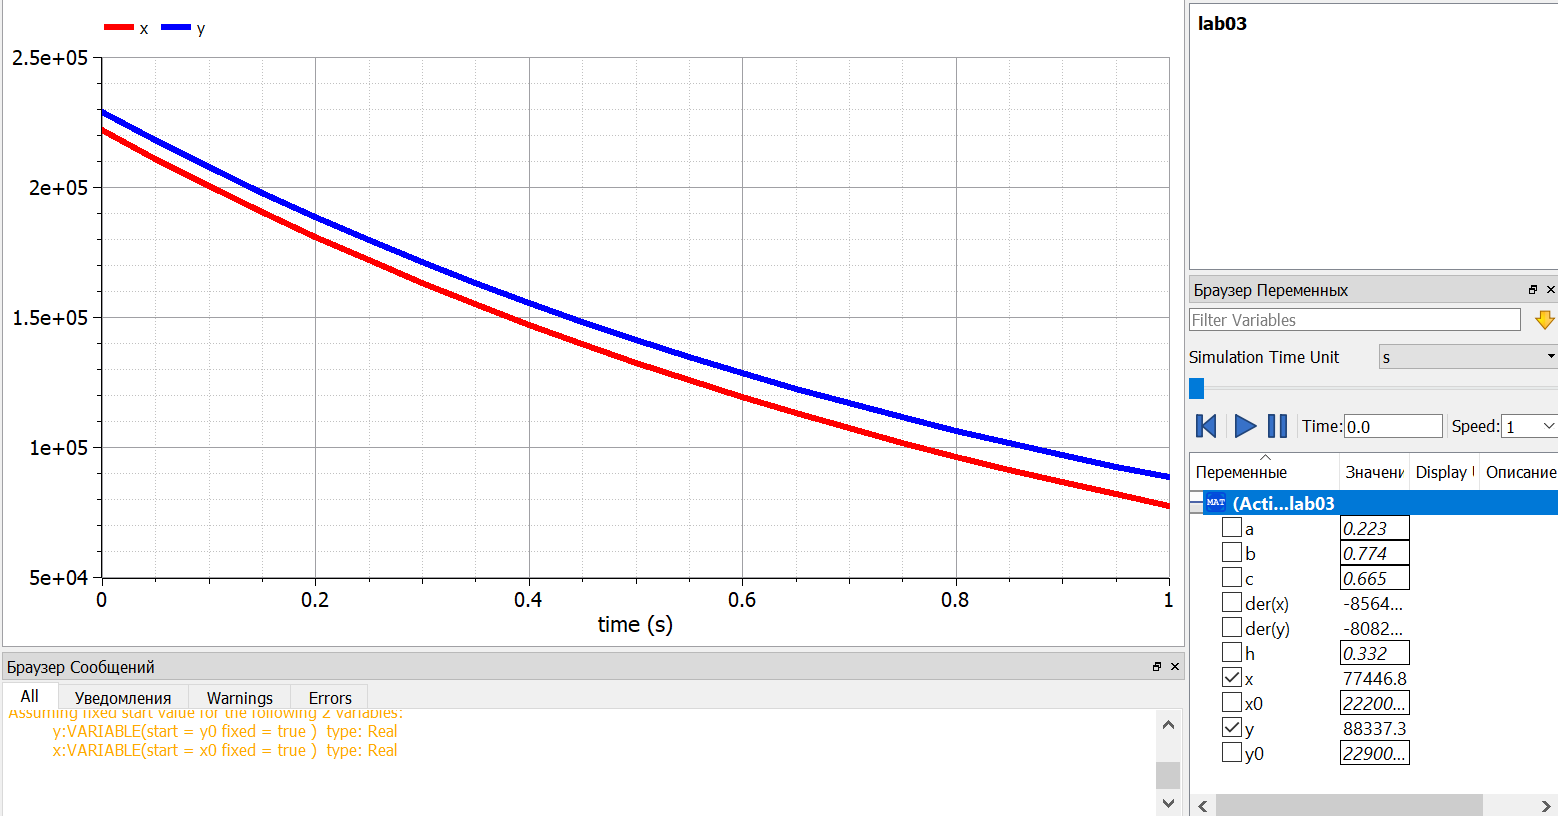 x y
2.5e+05
2e+05
1.5e+05
1e+05
5e+04
0 0.2 0.4 0.6 0.8 1
time (s)
lab03
Браузер Переменных
Filter Variables
Simulation Time Unit s
Time: 0.0 Speed: 1
Переменные Значени Display Описание
MAT (Acti...lab03
a 0.223
b 0.774
c 0.665
der(x) -8564...
der(y) -8082...
h 0.332
x 77446.8
x0 22200...
y 88337.3
y0 22900...
Браузер Сообщений
All Уведомления Warnings Errors
Assuming fixed start value for the following 2 variables:
y:VARIABLE(start = y0 fixed = true ) type: Real
x:VARIABLE(start = x0 fixed = true ) type: Real